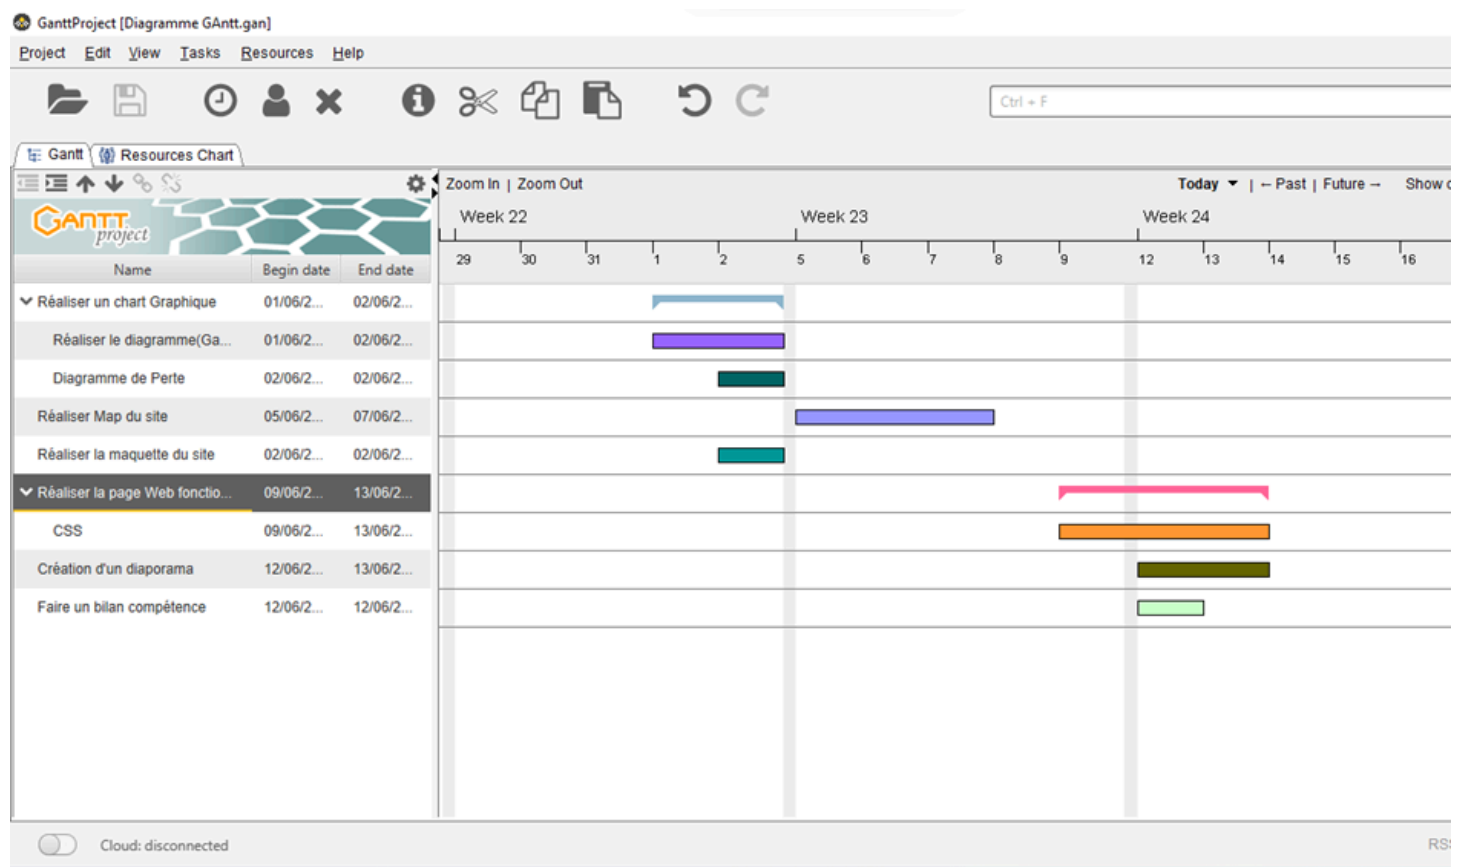 GanttProject [Diagramme GAntt.gan]
Project Edit View Tasks Resources Help
Ctrl + F
Gantt Resources Chart
Zoom In | Zoom Out Today | ← Past | Future → Show
GANTT project
Week 22 Week 23 Week 24
29 30 31 1 2 5 6 7 8 9 12 13 14 15 16
Name Begin date End date
Réaliser un chart Graphique 01/06/2... 02/06/2...
Réaliser le diagramme(Ga... 01/06/2... 02/06/2...
Diagramme de Perte 02/06/2... 02/06/2...
Réaliser Map du site 05/06/2... 07/06/2...
Réaliser la maquette du site 02/06/2... 02/06/2...
Réaliser la page Web fonctio... 09/06/2... 13/06/2...
CSS 09/06/2... 13/06/2...
Création d'un diaporama 12/06/2... 13/06/2...
Faire un bilan compétence 12/06/2... 12/06/2...
Cloud: disconnected